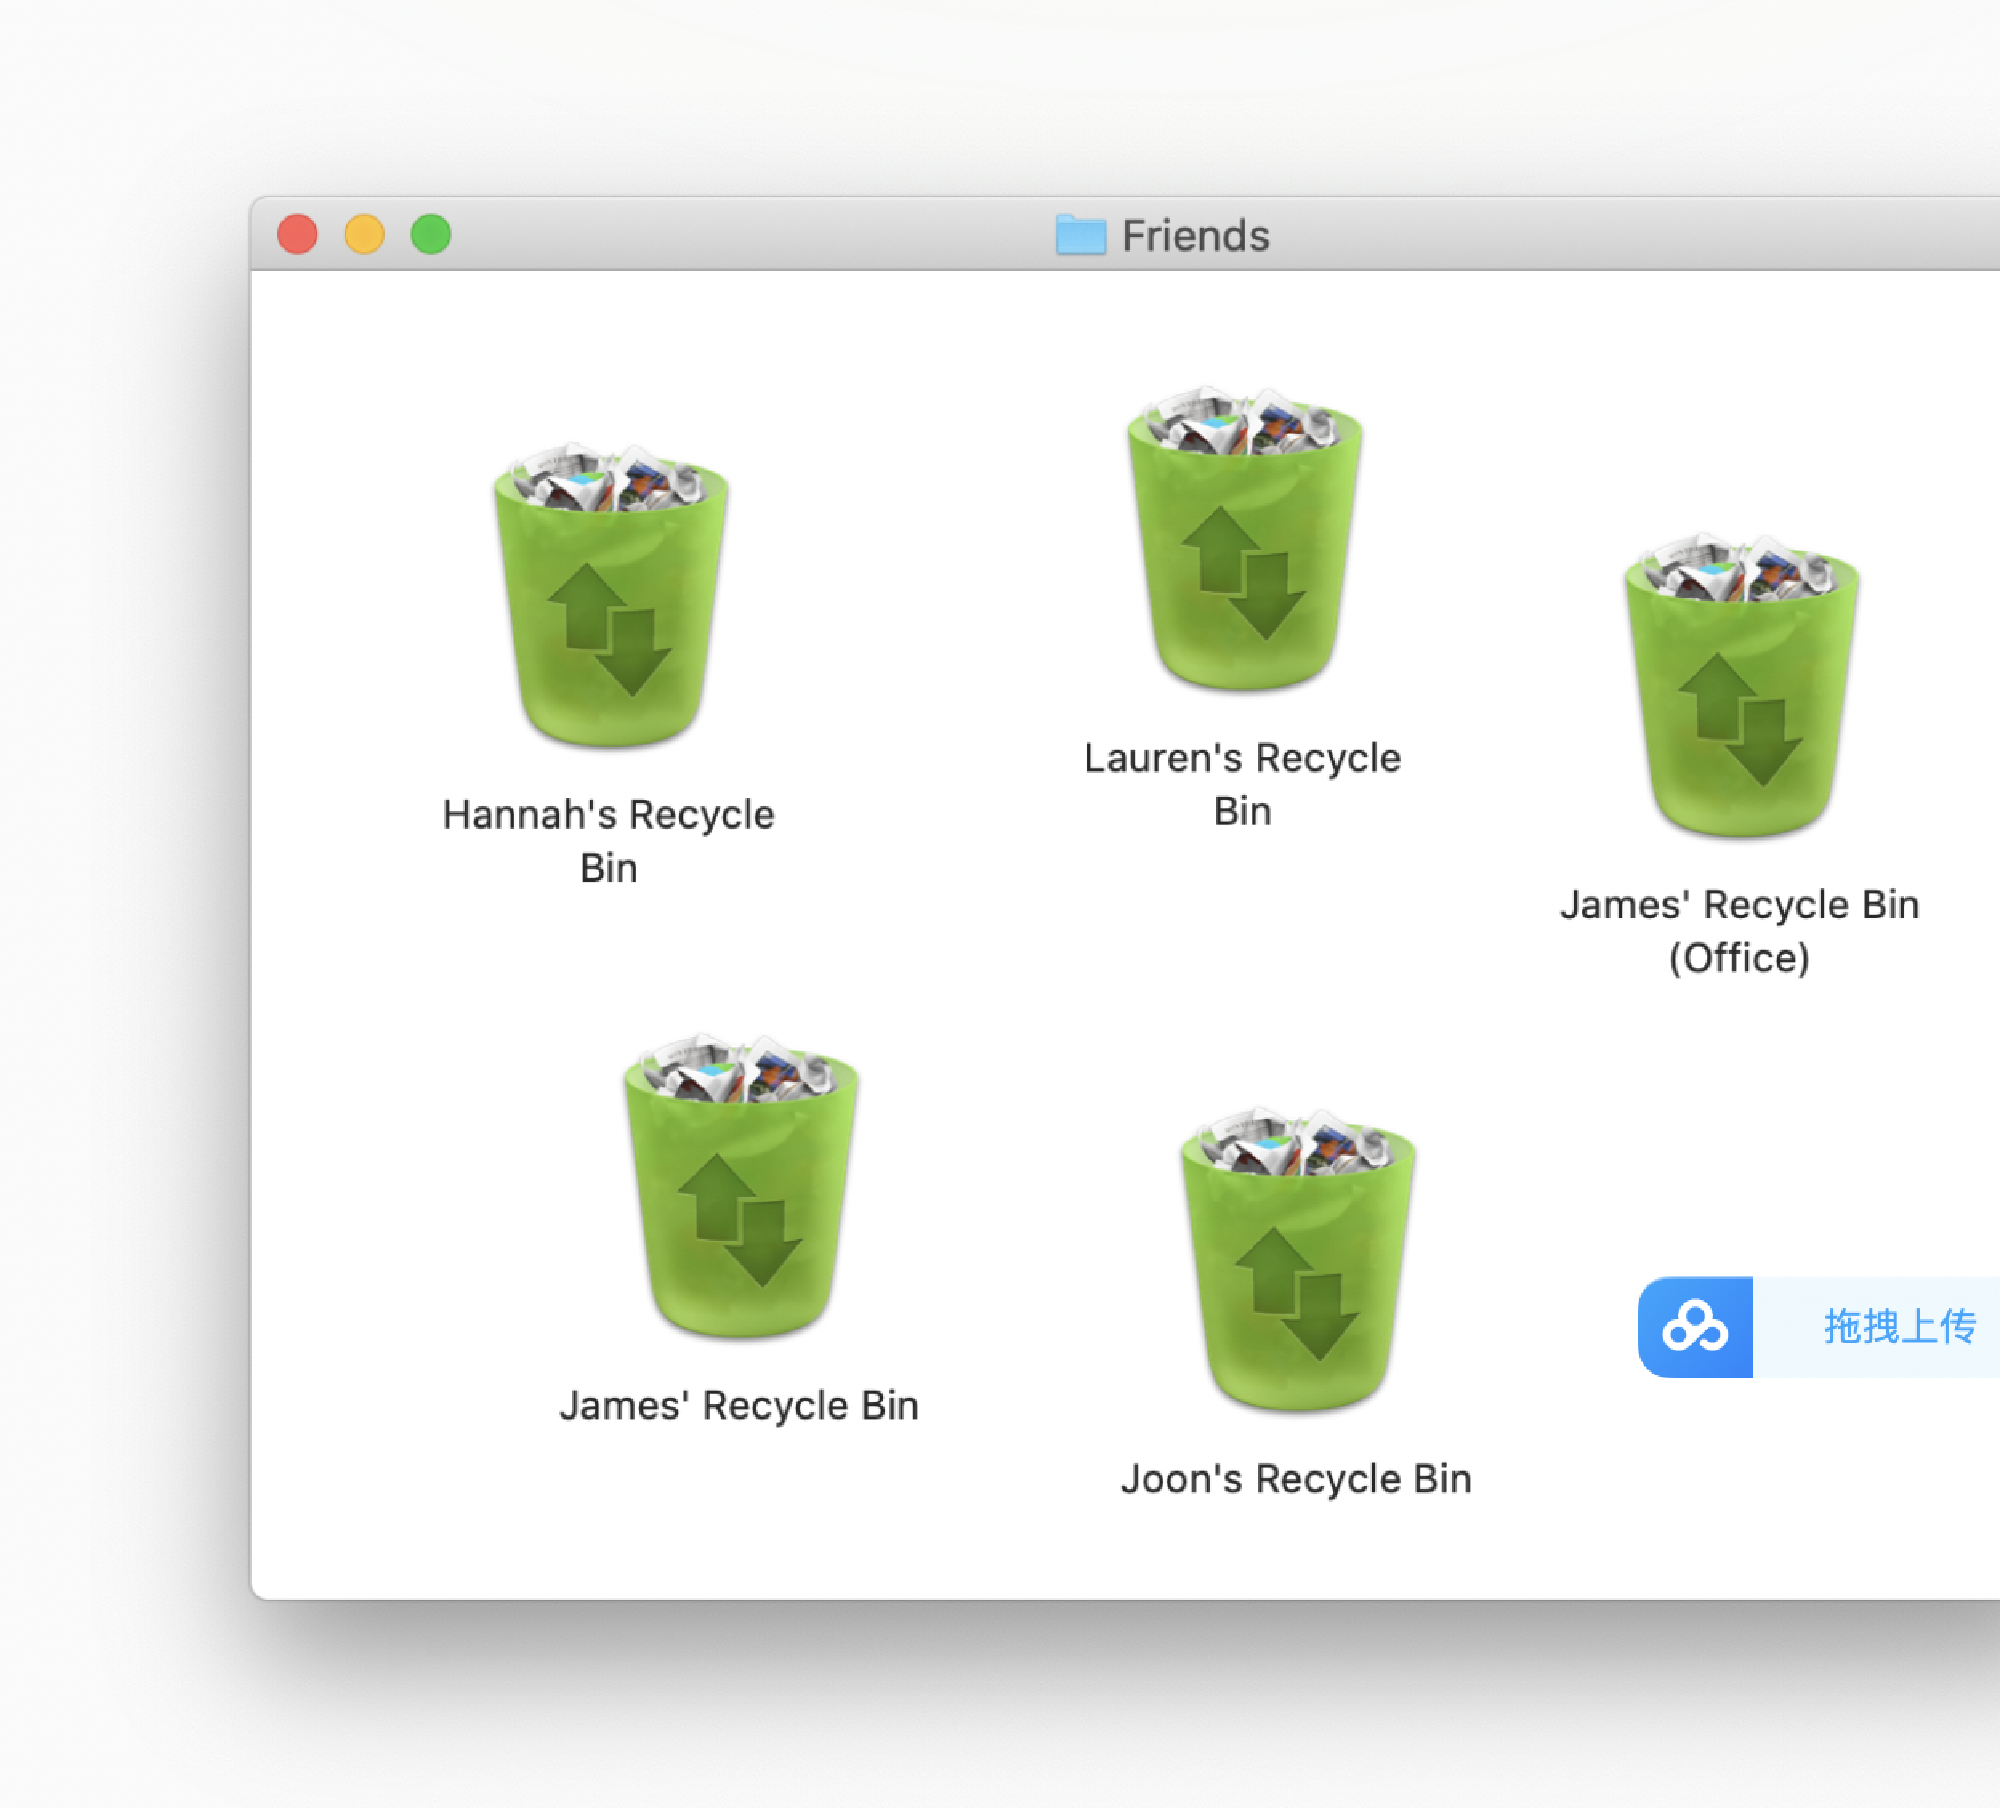 Friends
Hannah's Recycle
Bin
Lauren's Recycle
Bin
James' Recycle Bin
(Office)
James' Recycle Bin
Joon's Recycle Bin
拖拽上传